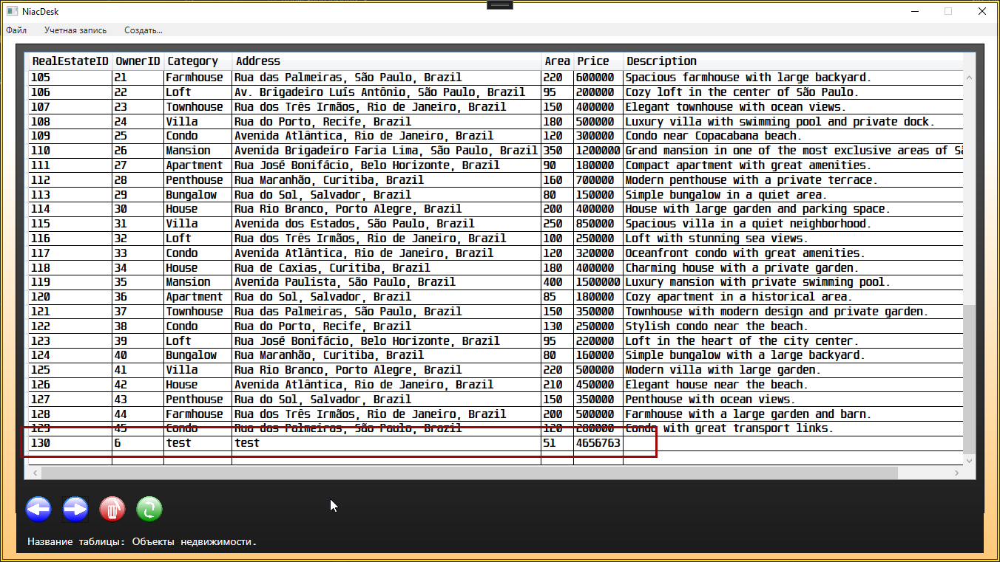 NiacDesk
Файл Учетная запись Создать...
RealEstateID OwnerID Category Address Area Price Description
105 21 Farmhouse Rua das Palmeiras, São Paulo, Brazil 220 600000 Spacious farmhouse with large backyard.
106 22 Loft Av. Brigadeiro Luís Antônio, São Paulo, Brazil 95 200000 Cozy loft in the center of São Paulo.
107 23 Townhouse Rua dos Três Irmãos, Rio de Janeiro, Brazil 150 400000 Elegant townhouse with ocean views.
108 24 Villa Rua do Porto, Recife, Brazil 180 500000 Luxury villa with swimming pool and private dock.
109 25 Condo Avenida Atlântica, Rio de Janeiro, Brazil 120 300000 Condo near Copacabana beach.
110 26 Mansion Avenida Brigadeiro Faria Lima, São Paulo, Brazil 350 1200000 Grand mansion in one of the most exclusive areas of Sã
111 27 Apartment Rua José Bonifácio, Belo Horizonte, Brazil 90 180000 Compact apartment with great amenities.
112 28 Penthouse Rua Maranhão, Curitiba, Brazil 160 700000 Modern penthouse with a private terrace.
113 29 Bungalow Rua do Sol, Salvador, Brazil 80 150000 Simple bungalow in a quiet area.
114 30 House Rua Rio Branco, Porto Alegre, Brazil 200 400000 House with large garden and parking space.
115 31 Villa Avenida dos Estados, São Paulo, Brazil 250 850000 Spacious villa in a quiet neighborhood.
116 32 Loft Rua dos Três Irmãos, Rio de Janeiro, Brazil 100 250000 Loft with stunning sea views.
117 33 Condo Avenida Atlântica, Rio de Janeiro, Brazil 120 320000 Oceanfront condo with great amenities.
118 34 House Rua de Caxias, Curitiba, Brazil 180 400000 Charming house with a private garden.
119 35 Mansion Avenida Paulista, São Paulo, Brazil 400 1500000 Luxury mansion with private swimming pool.
120 36 Apartment Rua do Sol, Salvador, Brazil 85 180000 Cozy apartment in a historical area.
121 37 Townhouse Rua das Palmeiras, São Paulo, Brazil 150 350000 Townhouse with modern design and private garden.
122 38 Condo Rua do Porto, Recife, Brazil 130 250000 Stylish condo near the beach.
123 39 Loft Rua José Bonifácio, Belo Horizonte, Brazil 95 220000 Loft in the heart of the city center.
124 40 Bungalow Rua Maranhão, Curitiba, Brazil 80 160000 Simple bungalow with a large backyard.
125 41 Villa Rua Rio Branco, Porto Alegre, Brazil 220 500000 Modern villa with large garden.
126 42 House Avenida Atlântica, Rio de Janeiro, Brazil 210 450000 Elegant house near the beach.
127 43 Penthouse Rua do Sol, Salvador, Brazil 150 350000 Penthouse with ocean views.
128 44 Farmhouse Rua dos Três Irmãos, Rio de Janeiro, Brazil 200 500000 Farmhouse with a large garden and barn.
129 45 Condo Rua das Palmeiras, São Paulo, Brazil 120 280000 Condo with great transport links.
130 6 test test 51 4656763
Название таблицы: Объекты недвижимости.